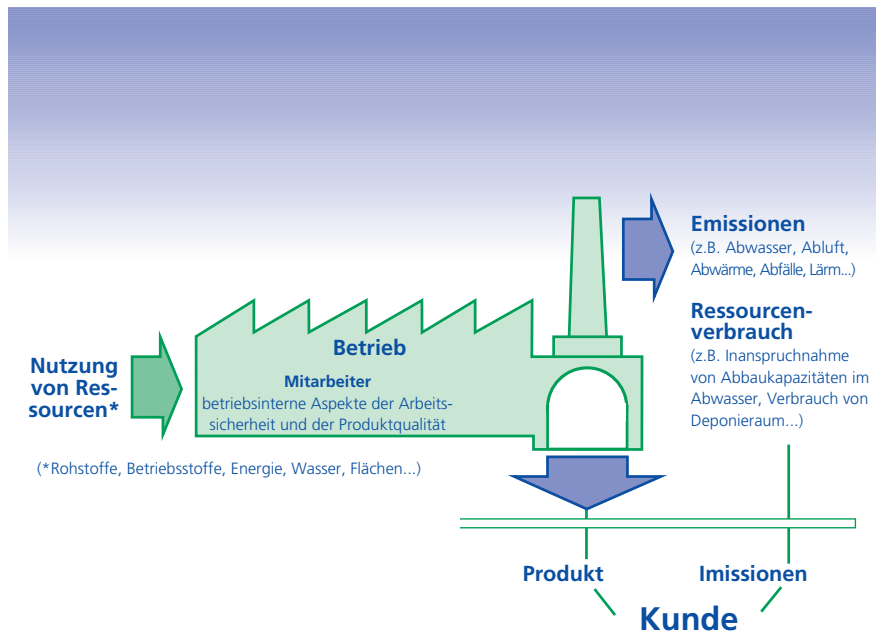 Emissionen
(z.B. Abwasser, Abluft,
Abwärme, Abfälle, Lärm...)
Ressourcen-
verbrauch
(z.B. Inanspruchnahme
von Abbaukapazitäten im
Abwasser, Verbrauch von
Deponieraum...)
Betrieb
Mitarbeiter
betriebsinterne Aspekte der Arbeits-
sicherheit und der Produktqualität
Nutzung
von Res-
sourcen*
(*Rohstoffe, Betriebsstoffe, Energie, Wasser, Flächen...)
Produkt
Imissionen
Kunde